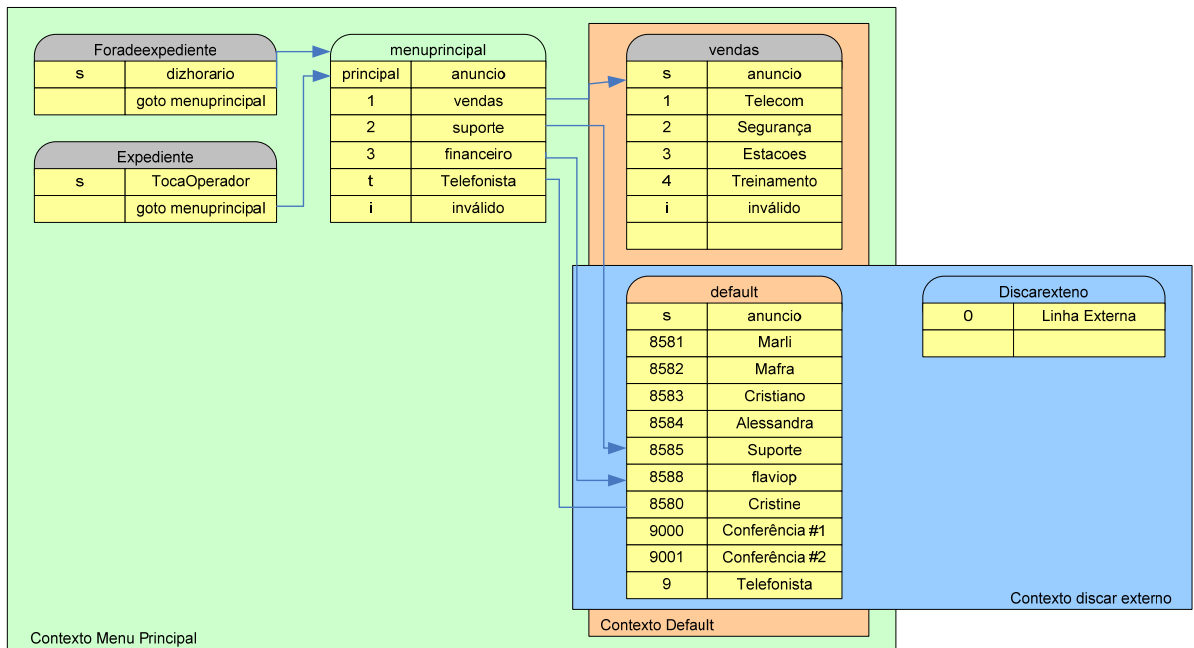 Foradeexpediente
s dizhorario
goto menuprincipal
Expediente
s TocaOperador
goto menuprincipal
menuprincipal
principal anuncio
1 vendas
2 suporte
3 financeiro
t Telefonista
i inválido
vendas
s anuncio
1 Telecom
2 Segurança
3 Estacoes
4 Treinamento
i inválido
default
s anuncio
8581 Marli
8582 Mafra
8583 Cristiano
8584 Alessandra
8585 Suporte
8588 flaviop
8580 Cristine
9000 Conferência #1
9001 Conferência #2
9 Telefonista
Discarexteno
0 Linha Externa
Contexto discar externo
Contexto Default
Contexto Menu Principal